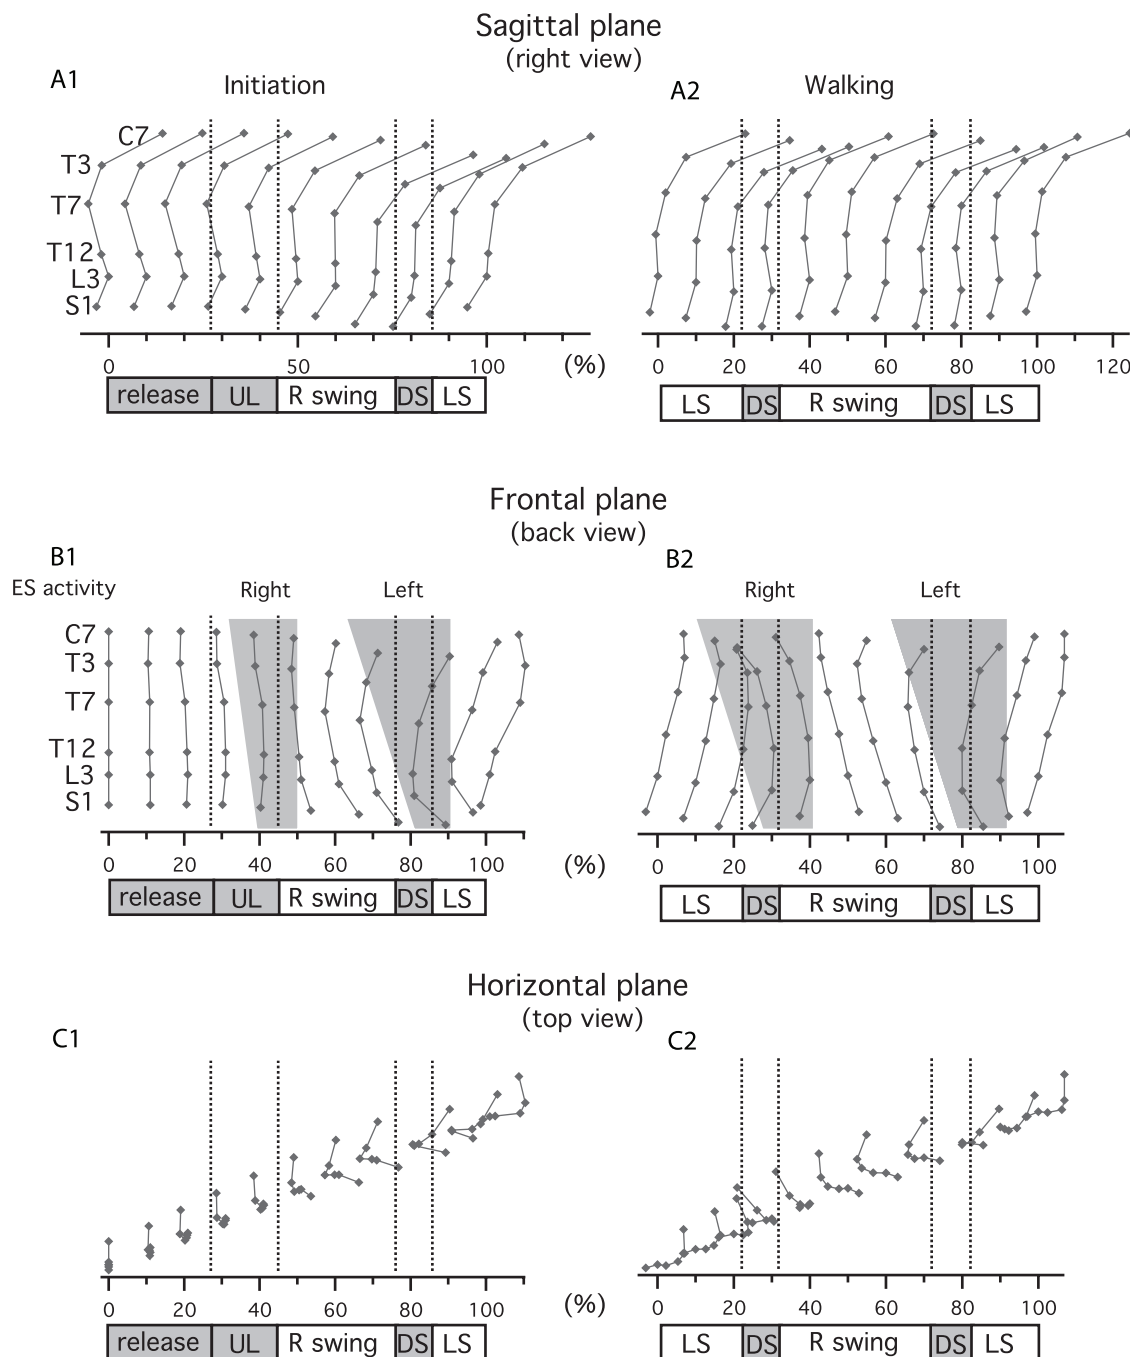 Sagittal plane
(right view)
A1
Initiation
A2
Walking
C7
T3
T7
T12
L3
S1
0 50 100 (%)
0 20 40 60 80 100 120
release UL R swing DS LS
LS DS R swing DS LS
Frontal plane
(back view)
B1
B2
ES activity
Right Left
Right Left
C7
T3
T7
T12
L3
S1
0 20 40 60 80 100 (%)
0 20 40 60 80 100
release UL R swing DS LS
LS DS R swing DS LS
Horizontal plane
(top view)
C1
C2
0 20 40 60 80 100 (%)
0 20 40 60 80 100
release UL R swing DS LS
LS DS R swing DS LS